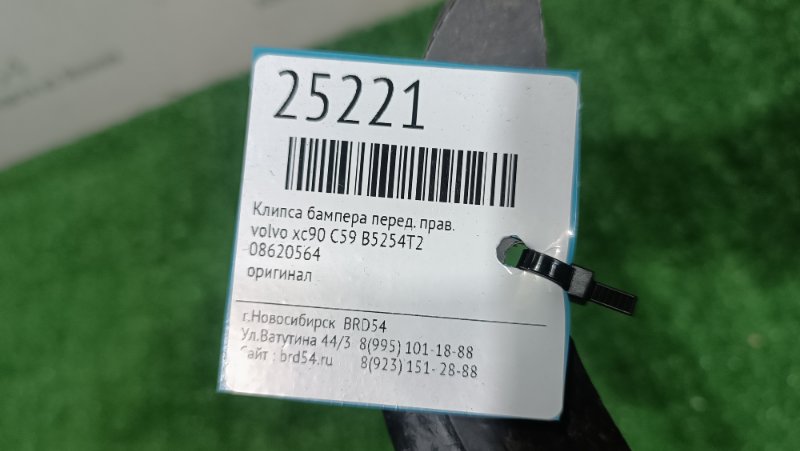 25221
Клипса бампера перед. прав.
volvo xc90 C59 B5254T2
08620564
оригинал
г.Новосибирск BRD54
Ул.Ватутина 44/3 8(995) 101-18-88
Сайт : brd54.ru 8(923) 151- 28-88